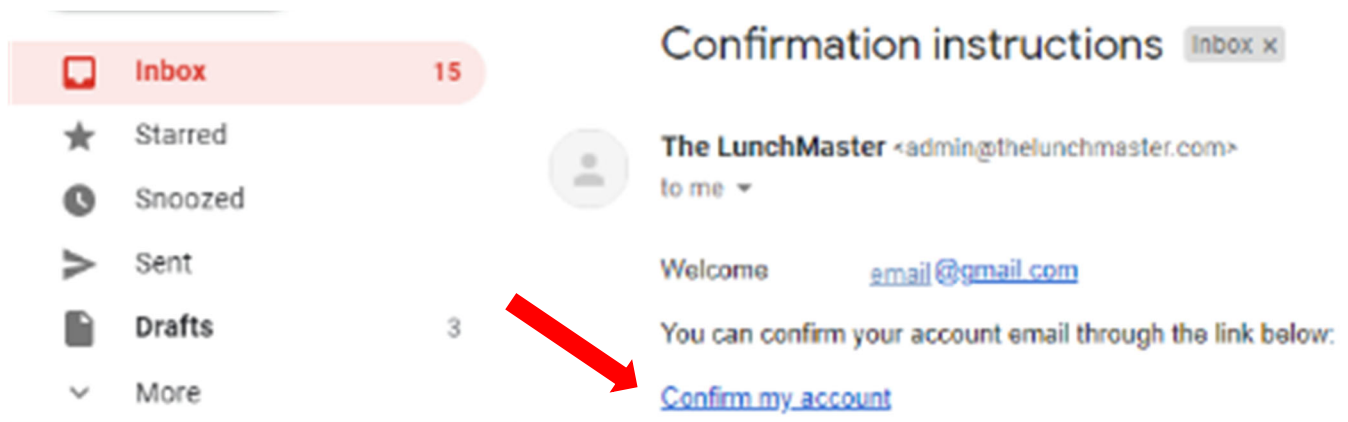 Inbox 15
Starred
Snoozed
Sent
Drafts 3
More
Confirmation instructions Inbox x
The LunchMaster <admin@thelunchmaster.com>
to me
Welcome email@gmail.com
You can confirm your account email through the link below:
Confirm my account